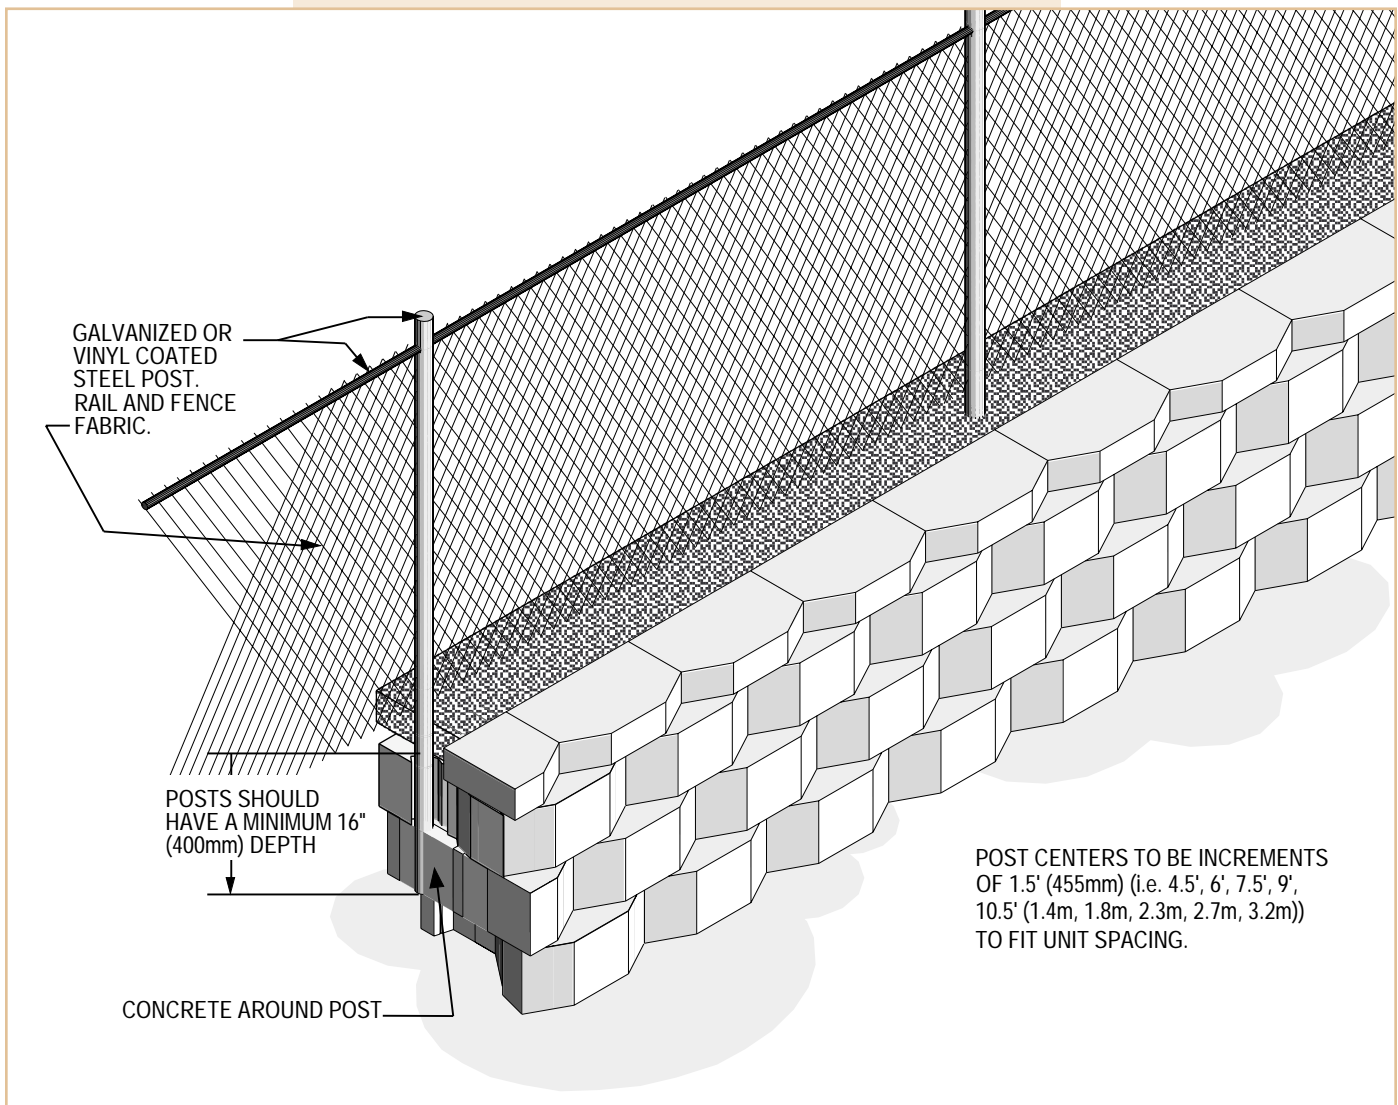 GALVANIZED OR
VINYL COATED
STEEL POST.
RAIL AND FENCE
FABRIC.
POSTS SHOULD
HAVE A MINIMUM 16"
(400mm) DEPTH
CONCRETE AROUND POST
POST CENTERS TO BE INCREMENTS
OF 1.5' (455mm) (i.e. 4.5', 6', 7.5', 9',
10.5' (1.4m, 1.8m, 2.3m, 2.7m, 3.2m))
TO FIT UNIT SPACING.